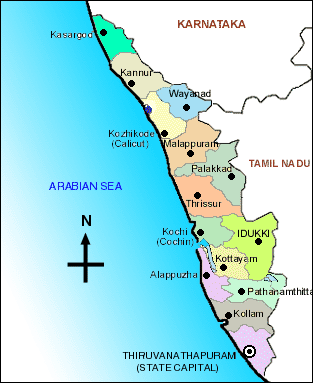 KARNATAKA
Kasargod
Kannur
Wayanad
Kozhikode
(Calicut)
Malappuram
Palakkad
TAMIL NADU
ARABIAN SEA
Thrissur
N
Kochi
(Cochin)
IDUKKI
Kottayam
Alappuzha
Pathanamthitta
Kollam
THIRUVANATHAPURAM
(STATE CAPITAL)